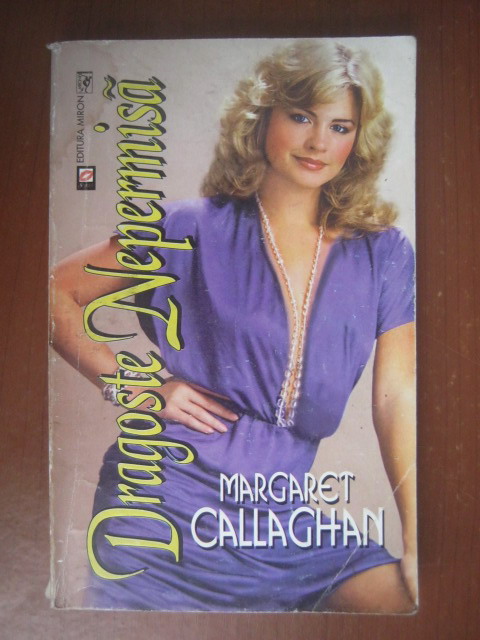 EDITURA MIRON
Dragoste Nepermisă
MARGARET
CALLAGHAN